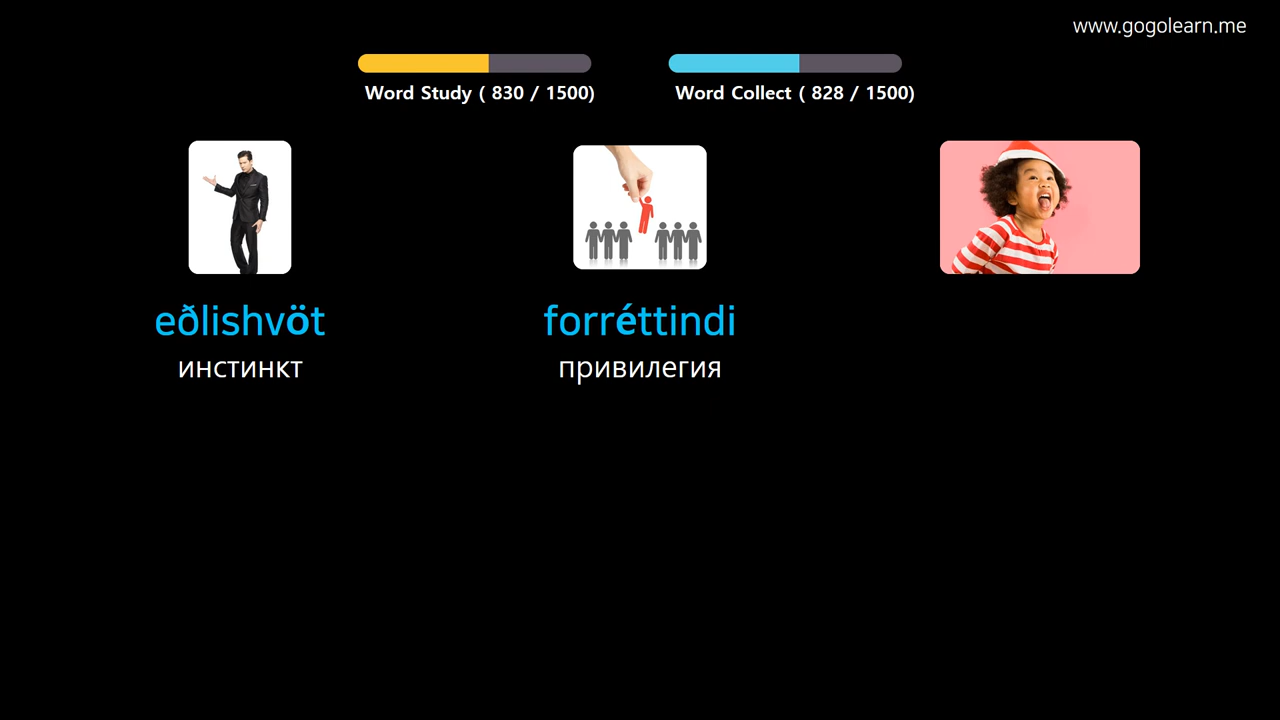 www.gogolearn.me
Word Study ( 830 / 1500)
Word Collect ( 828 / 1500)
eðlishvöt
forréttindi
инстинкт
привилегия